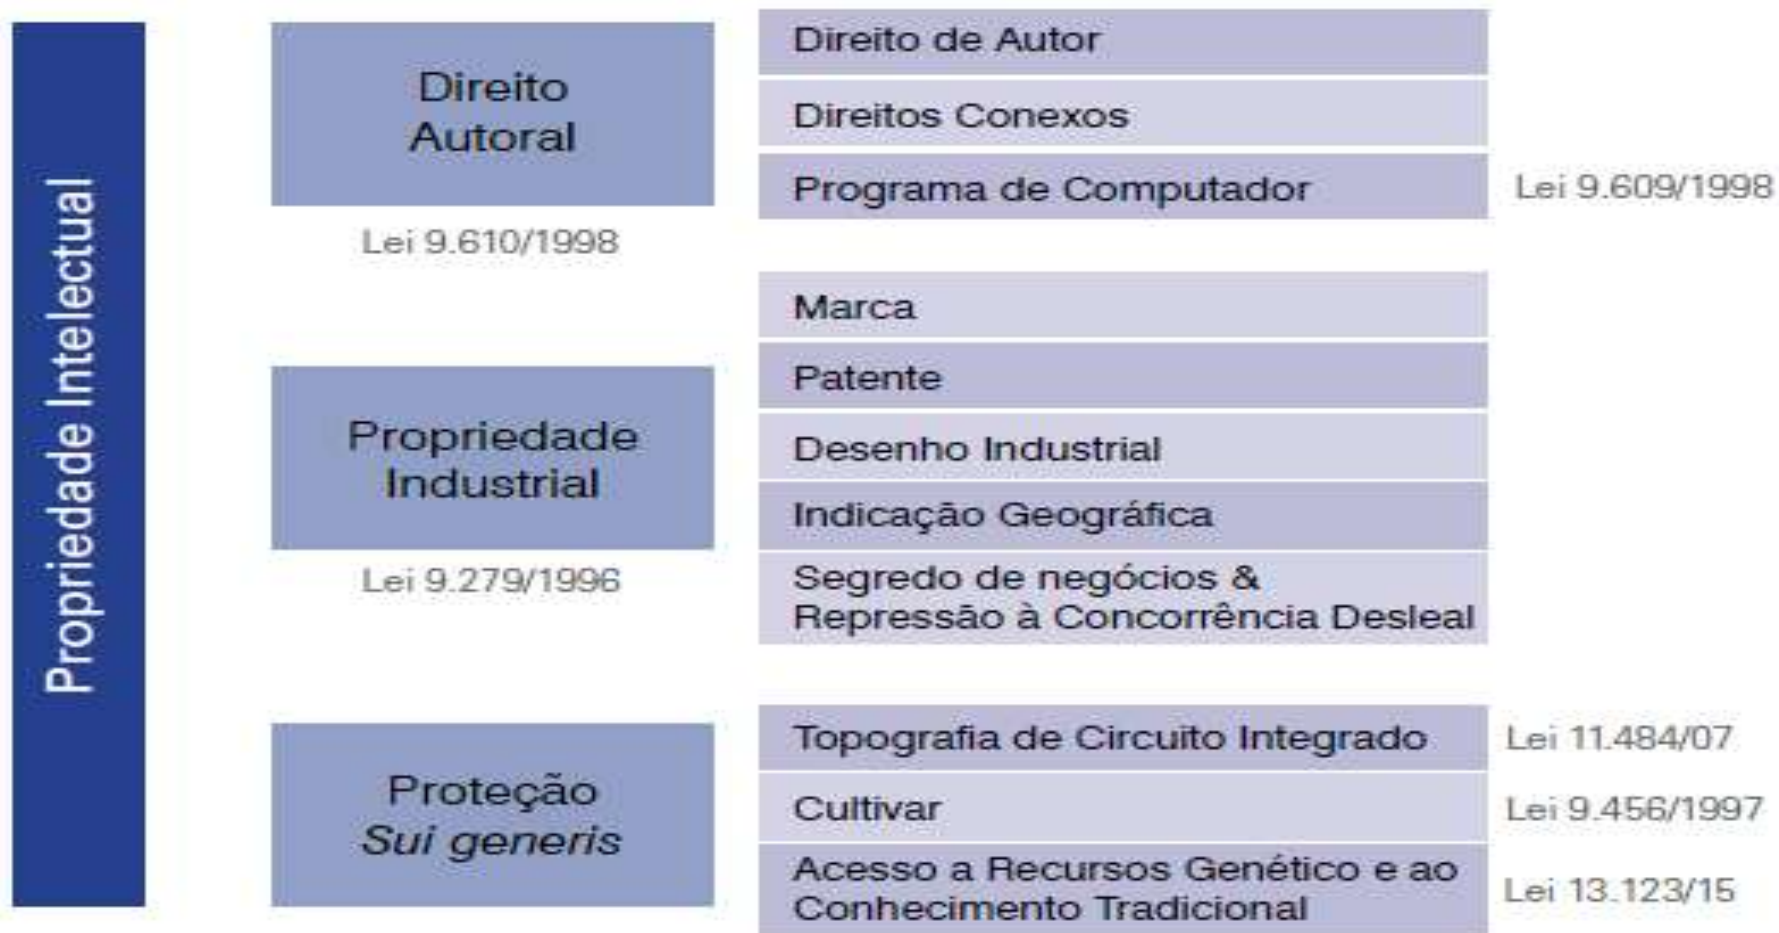 Propriedade Intelectual
Direito
Autoral
Lei 9.610/1998
Direito de Autor
Direitos Conexos
Programa de Computador
Lei 9.609/1998
Propriedade
Industrial
Lei 9.279/1996
Marca
Patente
Desenho Industrial
Indicação Geográfica
Segredo de negócios &
Repressão à Concorrência Desleal
Proteção
Sui generis
Topografia de Circuito Integrado
Lei 11.484/07
Cultivar
Lei 9.456/1997
Acesso a Recursos Genético e ao
Conhecimento Tradicional
Lei 13.123/15